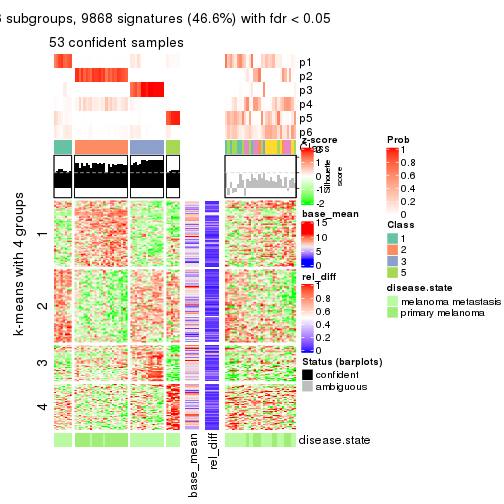 subgroups, 9868 signatures (46.6%) with fdr < 0.05
53 confident samples
p1
p2
p3
p4
p5
p6
Class
1
0.5
0
Silhouette
score
k-means with 4 groups
1
2
3
4
base_mean
rel_diff
disease.state
z-score
2
1
0
-1
-2
base_mean
15
10
5
0
rel_diff
1
0.8
0.6
0.4
0.2
0
Status (barplots)
confident
ambiguous
Prob
1
0.8
0.6
0.4
0.2
0
Class
1
2
3
5
disease.state
melanoma metastasis
primary melanoma